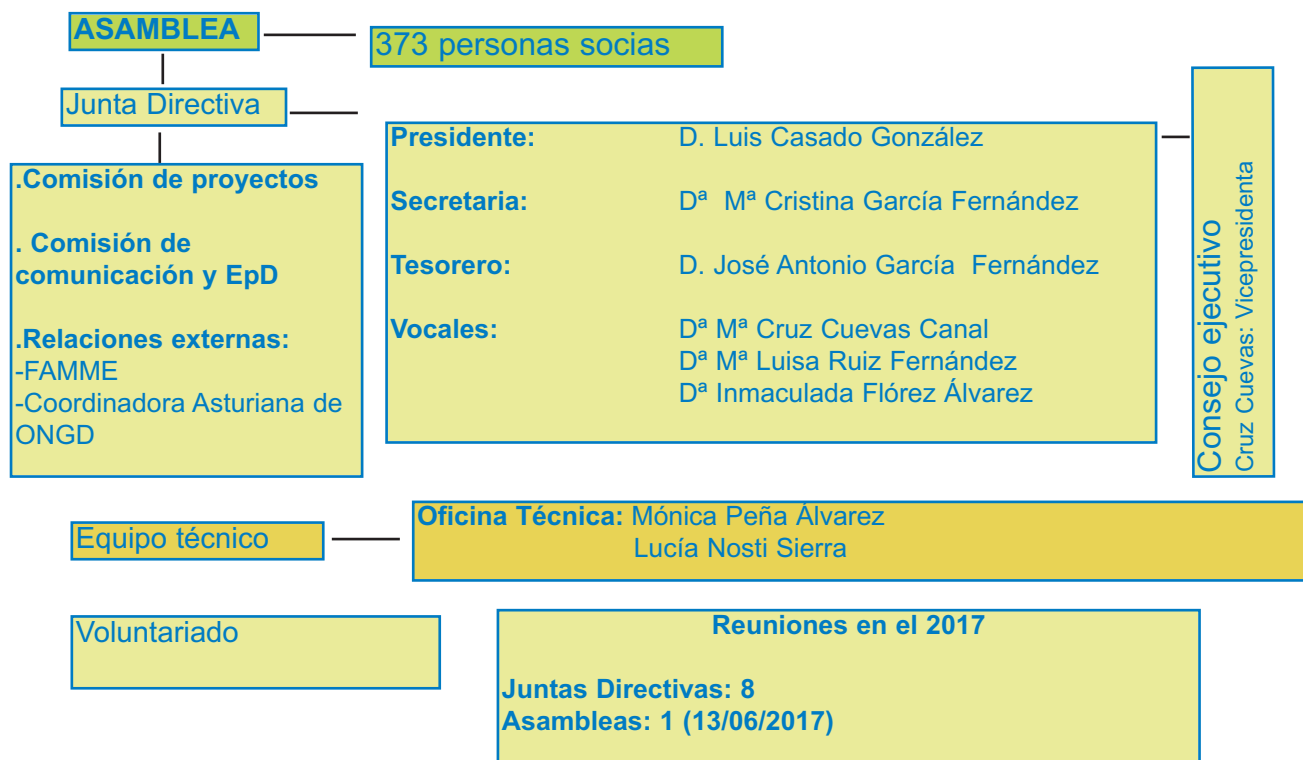 ASAMBLEA
373 personas socias
Junta Directiva
Presidente: D. Luis Casado González
Secretaria: Dª Mª Cristina García Fernández
Tesorero: D. José Antonio García Fernández
Vocales: Dª Mª Cruz Cuevas Canal
Dª Mª Luisa Ruiz Fernández
Dª Inmaculada Flórez Álvarez
Consejo ejecutivo
Cruz Cuevas: Vicepresidenta
.Comisión de proyectos
. Comisión de
comunicación y EpD
.Relaciones externas:
-FAMME
-Coordinadora Asturiana de
ONGD
Equipo técnico
Oficina Técnica: Mónica Peña Álvarez
Lucía Nosti Sierra
Voluntariado
Reuniones en el 2017
Juntas Directivas: 8
Asambleas: 1 (13/06/2017)